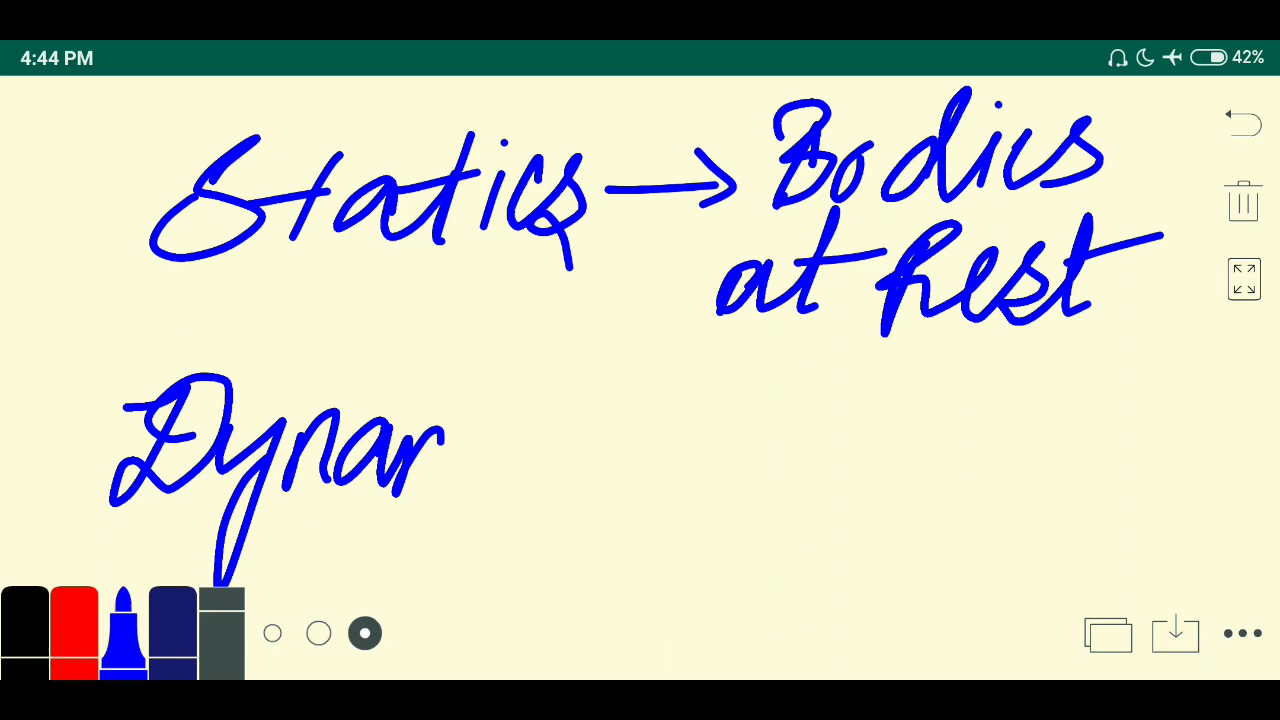 4:44 PM 42%
Statics → Bodies
at Rest
Dynar